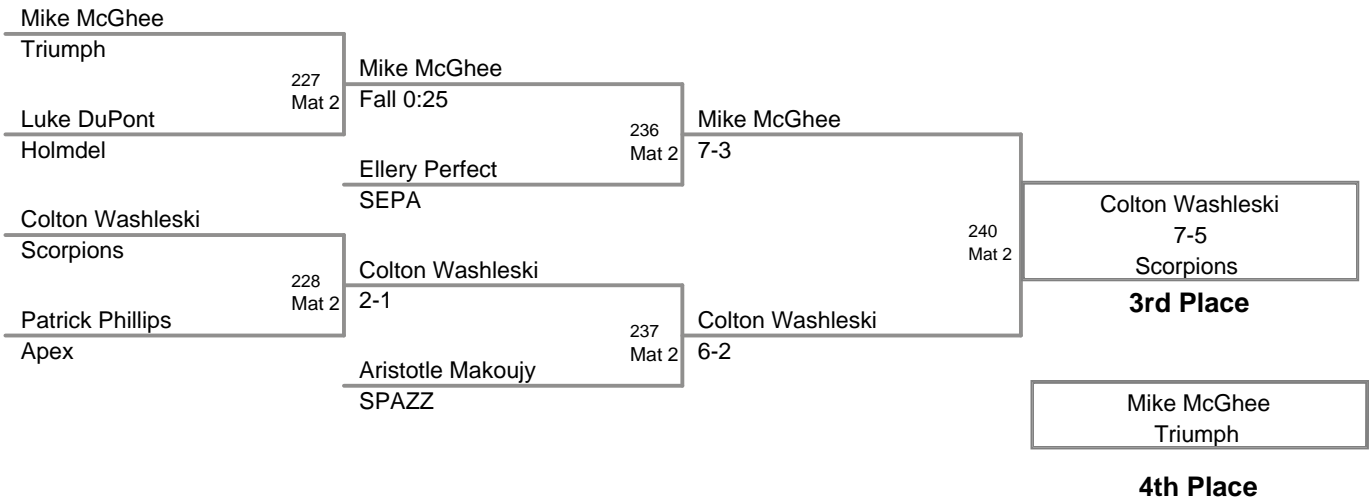 Mike McGhee
Triumph
227
Mat 2
Luke DuPont
Holmdel
Mike McGhee
Fall 0:25
236
Mat 2
Ellery Perfect
SEPA
Mike McGhee
7-3
Colton Washleski
Scorpions
228
Mat 2
Patrick Phillips
Apex
Colton Washleski
2-1
237
Mat 2
Aristotle Makoujy
SPAZZ
Colton Washleski
6-2
240
Mat 2
Colton Washleski
7-5
Scorpions
3rd Place
Mike McGhee
Triumph
4th Place